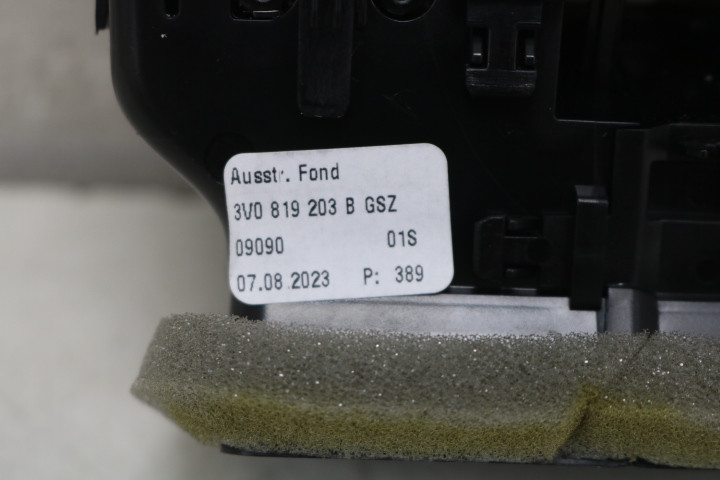 Ausstr. Fond
3V0 819 203 B GSZ
09090 01S
07.08.2023 P: 389